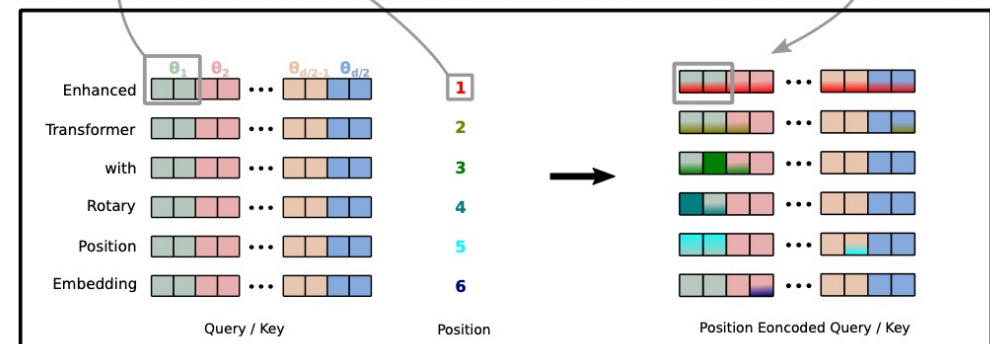 θ1 θ2 θd/2-1 θd/2
Enhanced ••• 1 •••
Transformer ••• 2 •••
with ••• 3 •••
Rotary ••• 4 •••
Position ••• 5 •••
Embedding ••• 6 •••
Query / Key Position Position Eoncoded Query / Key